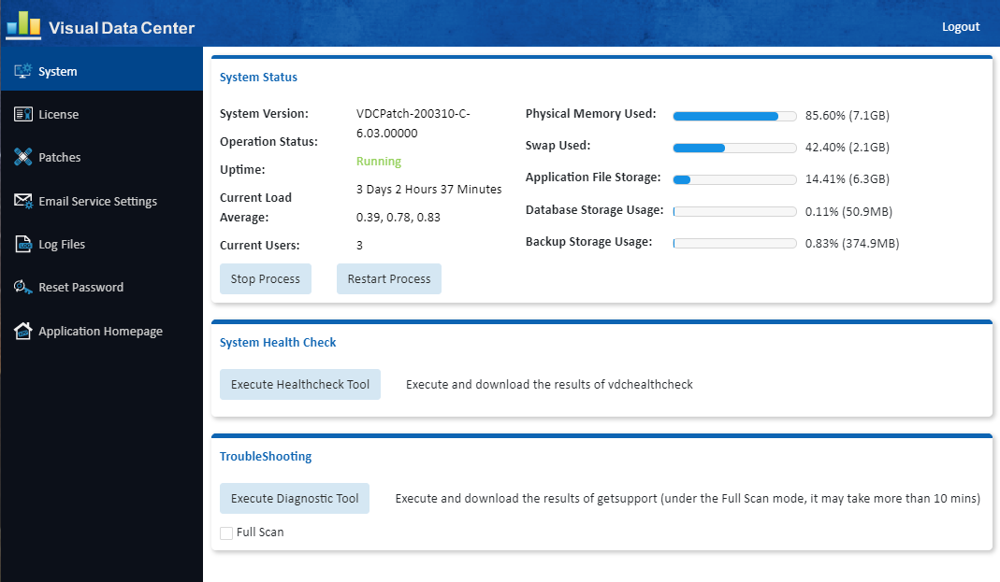 Visual Data Center
Logout
System
License
Patches
Email Service Settings
Log Files
Reset Password
Application Homepage
System Status
System Version:
VDCPatch-200310-C-
6.03.00000
Operation Status:
Running
Uptime:
3 Days 2 Hours 37 Minutes
Current Load
Average:
0.39, 0.78, 0.83
Current Users:
3
Physical Memory Used:
85.60% (7.1GB)
Swap Used:
42.40% (2.1GB)
Application File Storage:
14.41% (6.3GB)
Database Storage Usage:
0.11% (50.9MB)
Backup Storage Usage:
0.83% (374.9MB)
Stop Process
Restart Process
System Health Check
Execute Healthcheck Tool
Execute and download the results of vdchealthcheck
TroubleShooting
Execute Diagnostic Tool
Execute and download the results of getsupport (under the Full Scan mode, it may take more than 10 mins)
Full Scan